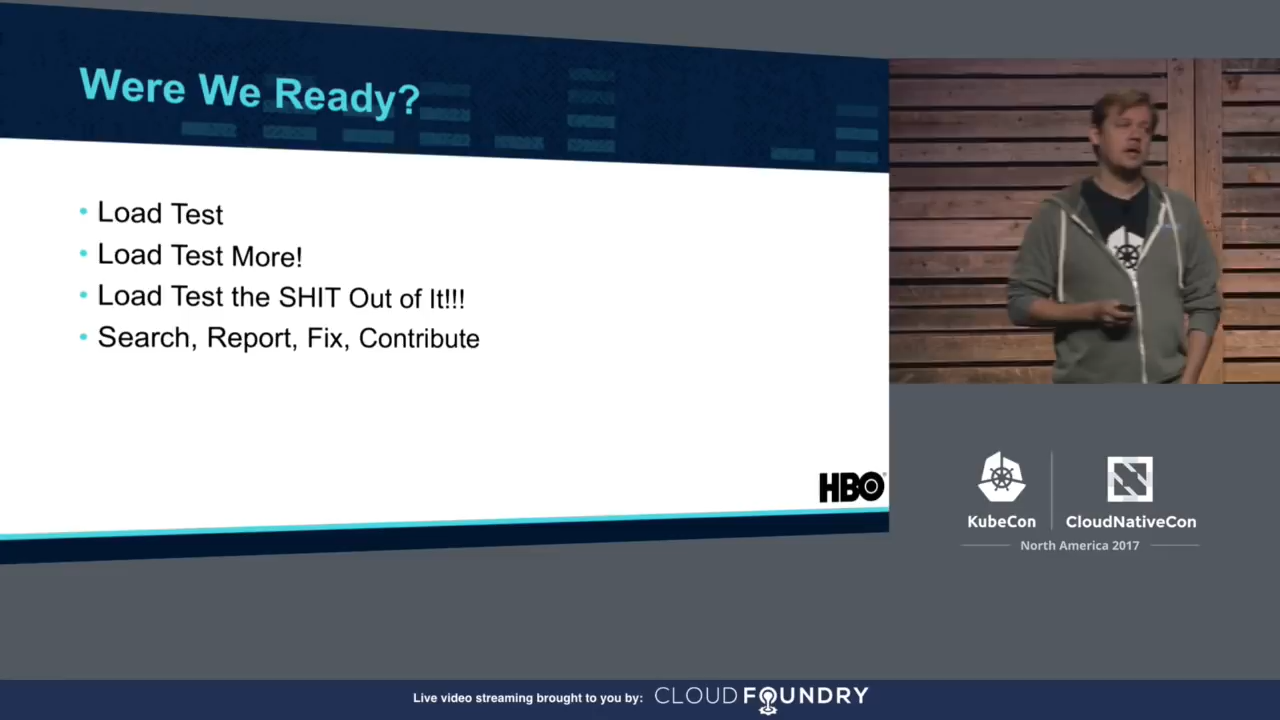 Were We Ready?
• Load Test
• Load Test More!
• Load Test the SHIT Out of It!!!
• Search, Report, Fix, Contribute
HBO
KubeCon
CloudNativeCon
North America 2017
Live video streaming brought to you by: CLOUD FOUNDRY